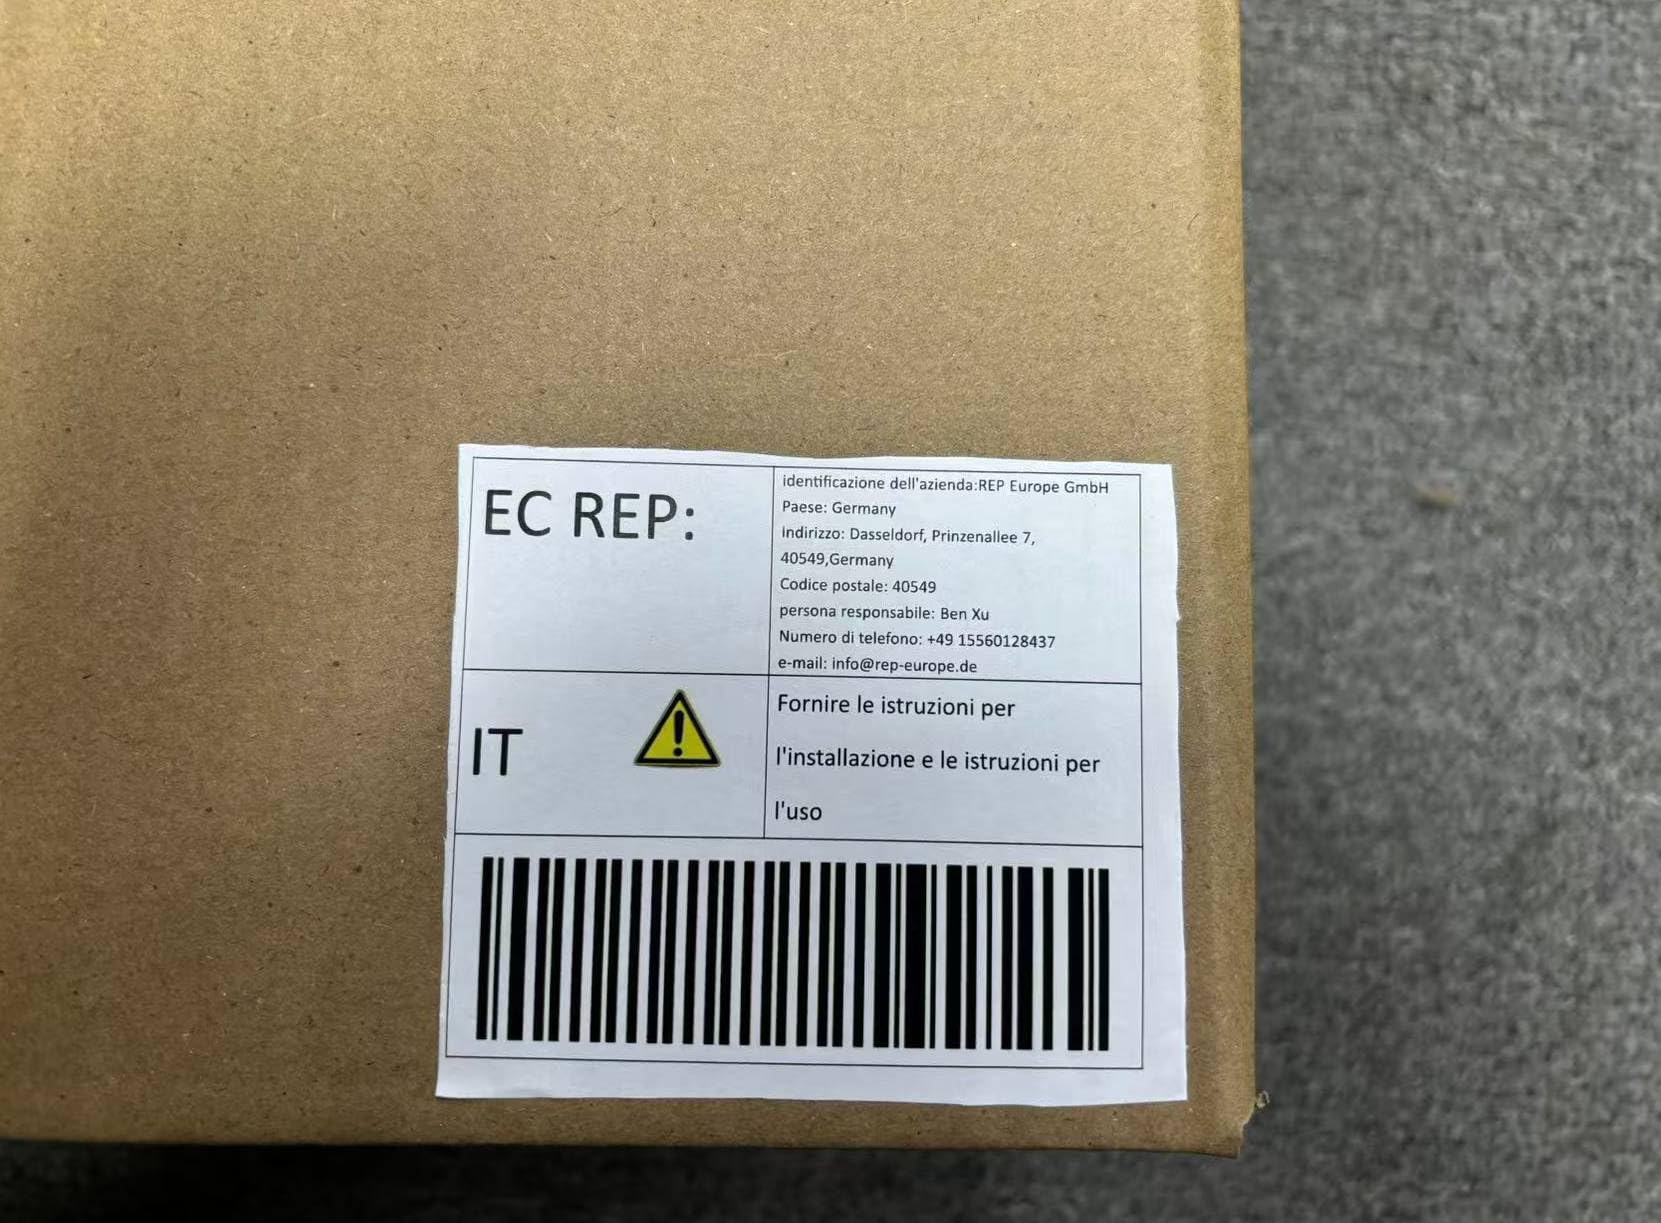 EC REP:
identificazione dell'azienda:REP Europe GmbH
Paese: Germany
indirizzo: Dasseldorf, Prinzenallee 7,
40549,Germany
Codice postale: 40549
persona responsabile: Ben Xu
Numero di telefono: +49 15560128437
e-mail: info@rep-europe.de
IT
Fornire le istruzioni per
l'installazione e le istruzioni per
l'uso